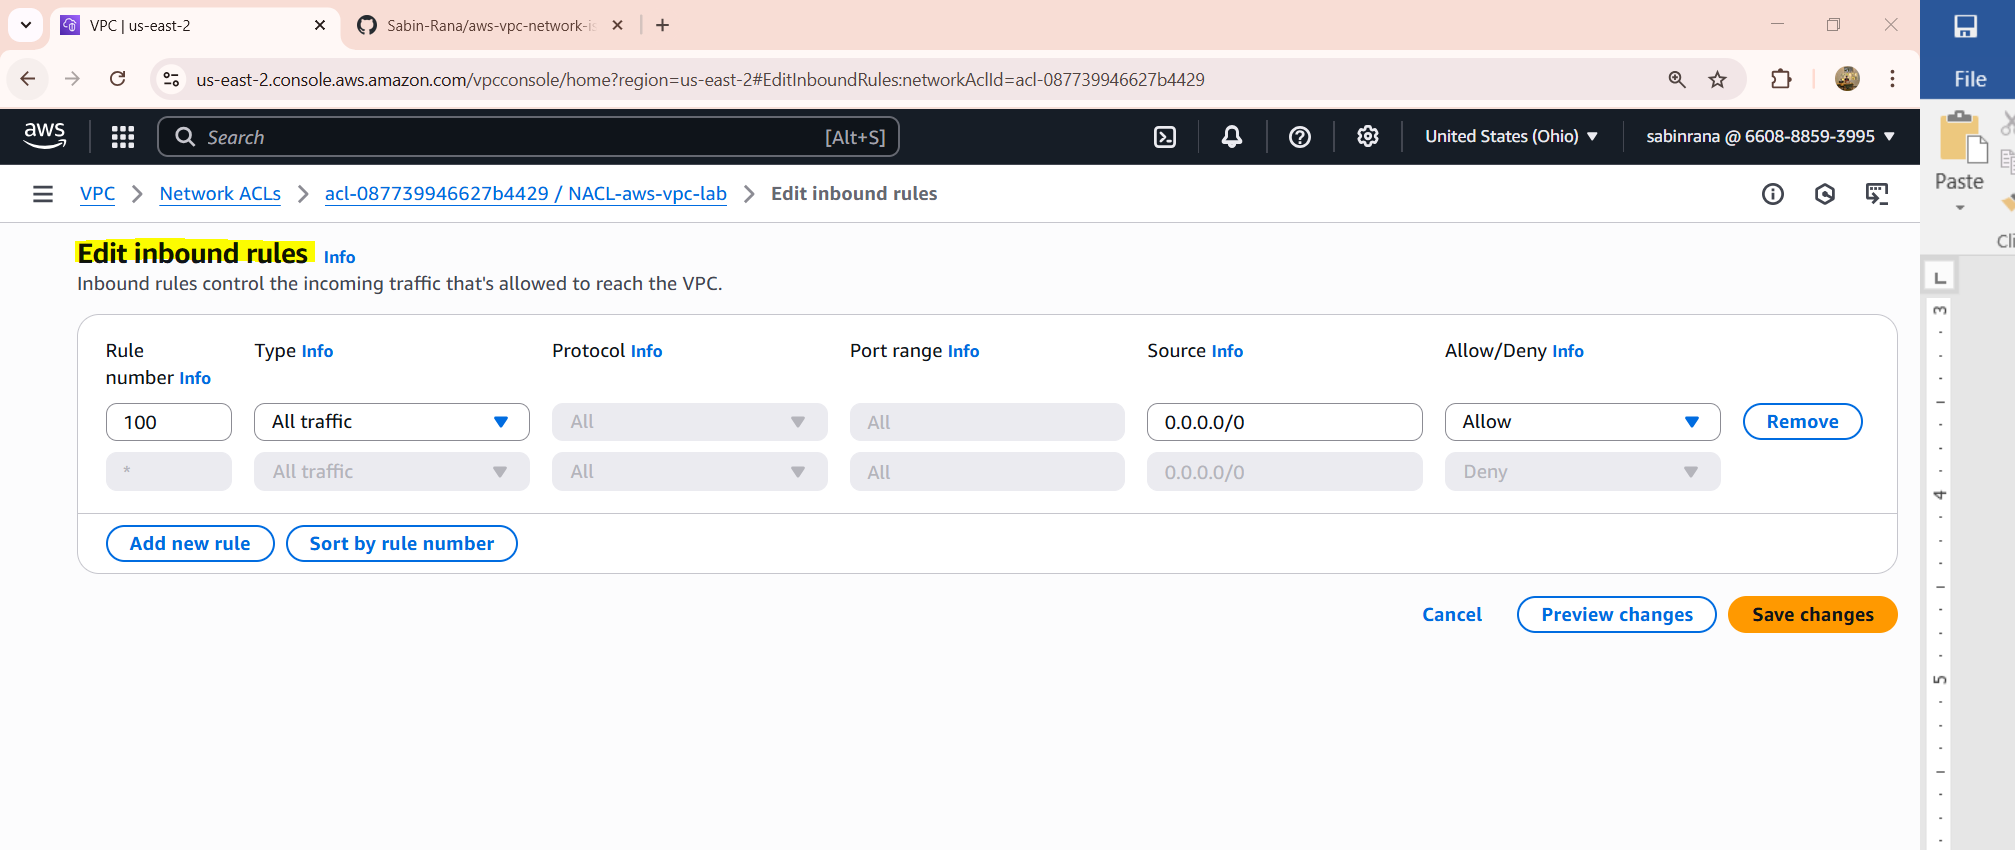 VPC | us-east-2
Sabin-Rana/aws-vpc-network-is
us-east-2.console.aws.amazon.com/vpcconsole/home?region=us-east-2#EditInboundRules:networkAclId=acl-087739946627b4429
File
aws
Search
[Alt+S]
United States (Ohio)
sabinrana @ 6608-8859-3995
Paste
VPC
Network ACLs
acl-087739946627b4429 / NACL-aws-vpc-lab
Edit inbound rules
Cli
Edit inbound rules Info
Inbound rules control the incoming traffic that's allowed to reach the VPC.
L
3
4
5
Rule number Info
Type Info
Protocol Info
Port range Info
Source Info
Allow/Deny Info
100
All traffic
All
All
0.0.0.0/0
Allow
Remove
*
All traffic
All
All
0.0.0.0/0
Deny
Add new rule
Sort by rule number
Cancel
Preview changes
Save changes